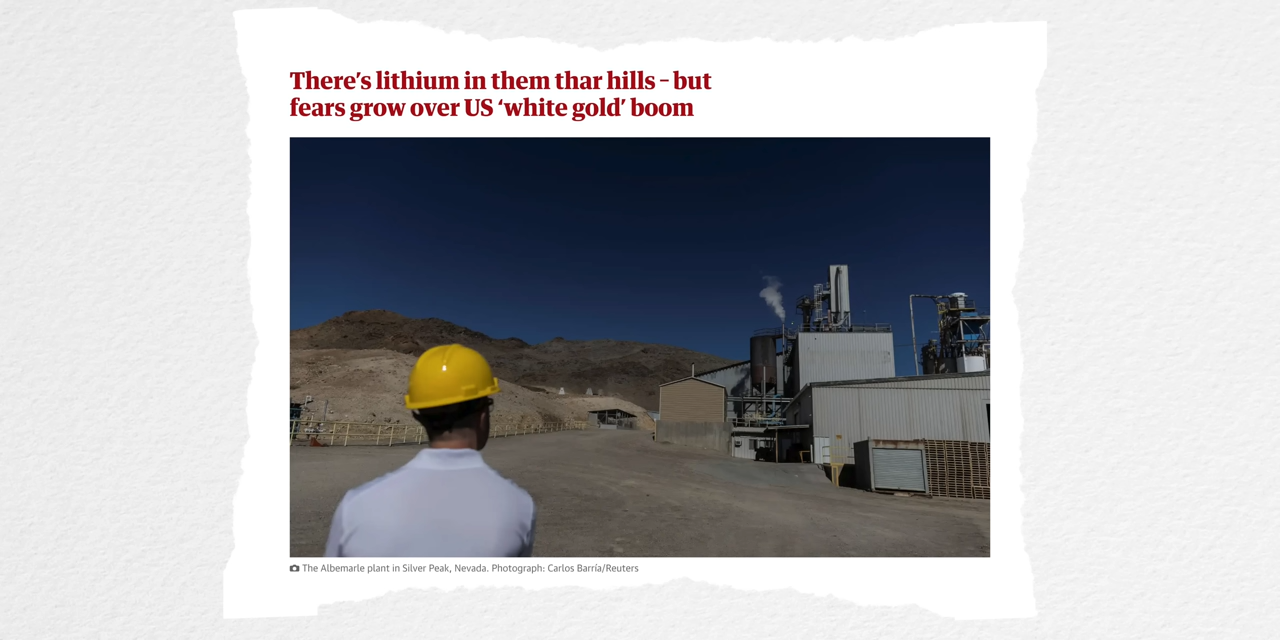 There’s lithium in them thar hills – but
fears grow over US ‘white gold’ boom
The Albemarle plant in Silver Peak, Nevada. Photograph: Carlos Barría/Reuters